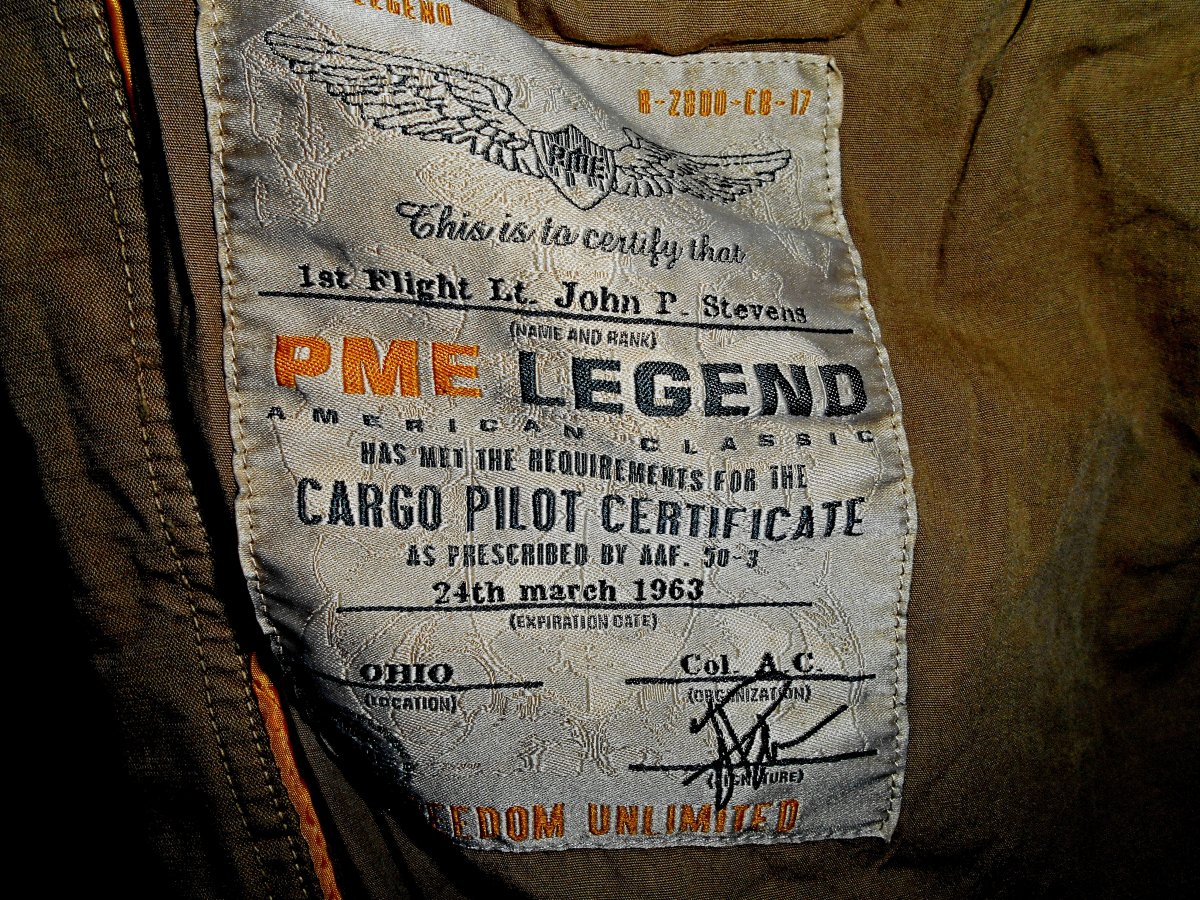 LEGEND
R-2800-CB-17
PME
This is to certify that
1st Flight Lt. John P. Stevens
(NAME AND RANK)
PME LEGEND
AMERICAN CLASSIC
HAS MET THE REQUIREMENTS FOR THE
CARGO PILOT CERTIFICATE
AS PRESCRIBED BY AAF. 50-3
24th march 1963
(EXPIRATION DATE)
OHIO
(LOCATION)
Col. A.C.
(ORGANIZATION)
(SIGNATURE)
EEDOM UNLIMITED